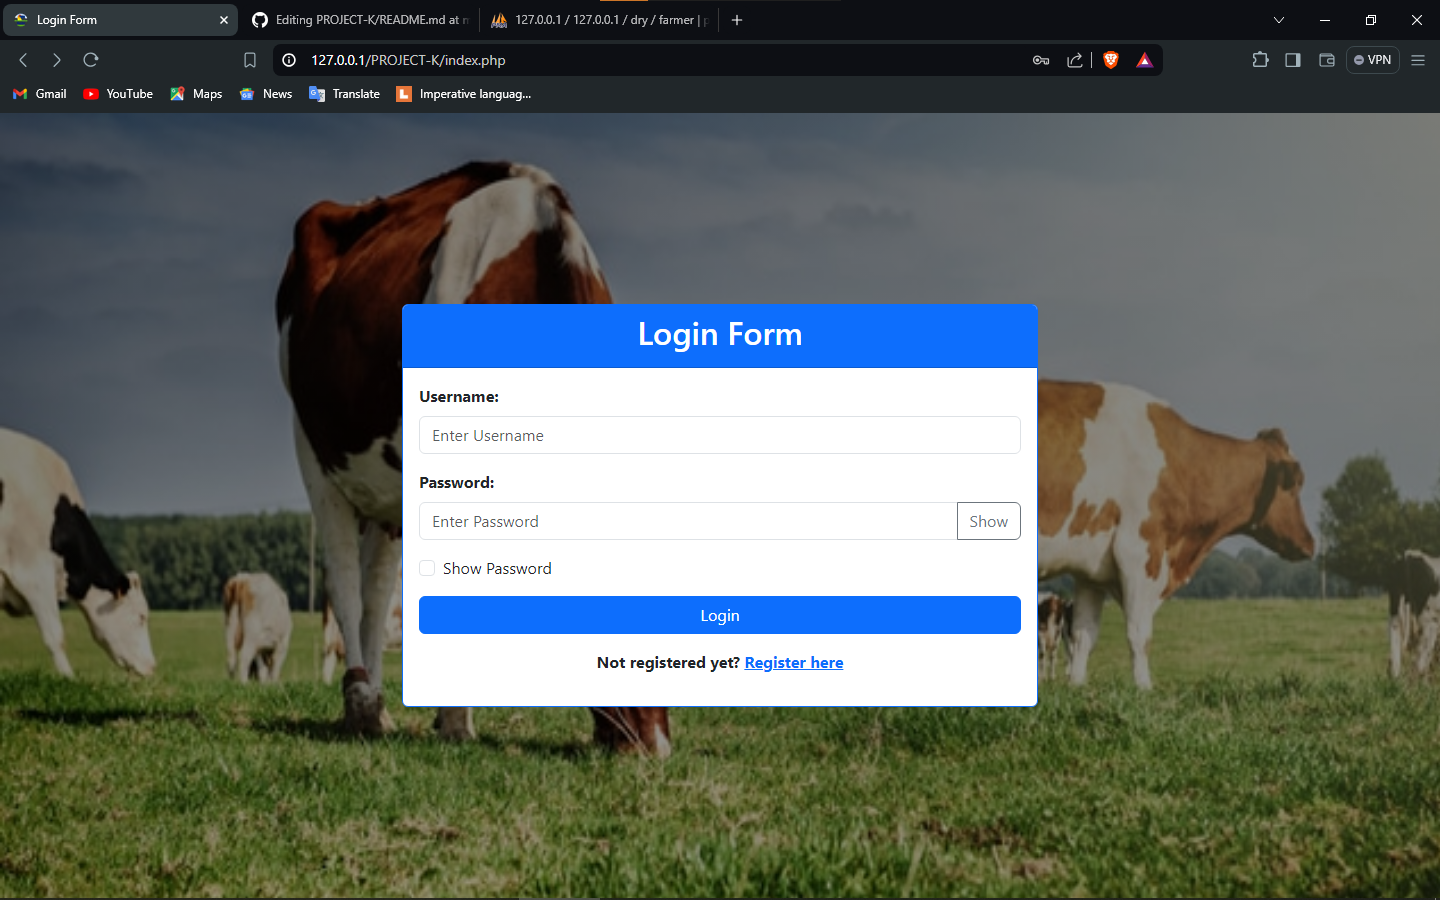 Login Form
Editing PROJECT-K/README.md at
127.0.0.1 / 127.0.0.1 / dry / farmer |
127.0.0.1/PROJECT-K/index.php
VPN
Gmail
YouTube
Maps
News
Translate
Imperative languag...
Login Form
Username:
Enter Username
Password:
Enter Password
Show
Show Password
Login
Not registered yet? Register here